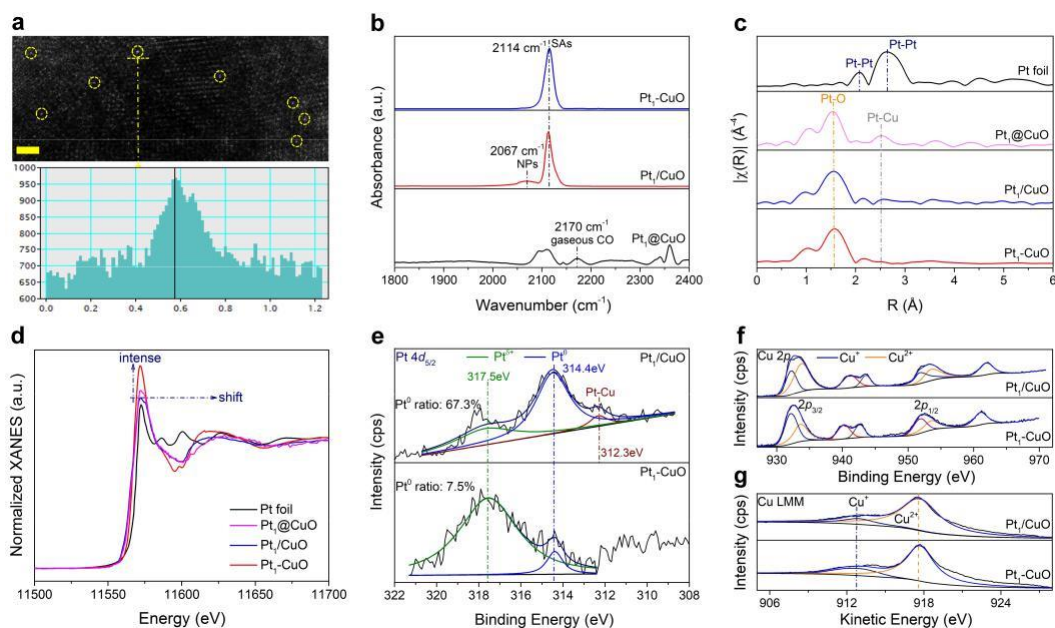 a
1000
950
900
850
800
750
700
650
600
0.0 0.2 0.4 0.6 0.8 1.0 1.2
b
2114 cm⁻¹
SAs
Pt₁-CuO
2067 cm⁻¹
NPs
Pt₁/CuO
2170 cm⁻¹
gaseous CO
Pt₁@CuO
Absorbance (a.u.)
1800 1900 2000 2100 2200 2300 2400
Wavenumber (cm⁻¹)
c
Pt-Pt
Pt-Pt
Pt foil
Pt-O
Pt-Cu
Pt₁@CuO
Pt₁/CuO
Pt₁-CuO
|χ(R)| (Å⁻⁴)
0 1 2 3 4 5 6
R (Å)
d
intense
shift
Pt foil
Pt₁@CuO
Pt₁/CuO
Pt₁-CuO
Normalized XANES (a.u.)
11500 11550 11600 11650 11700
Energy (eV)
e
Pt 4d₅/₂
Pt⁰
Pt₁/CuO
317.5eV
314.4eV
Pt-Cu
Pt⁰ ratio: 67.3%
312.3eV
Pt₁-CuO
Pt⁰ ratio: 7.5%
Intensity (cps)
322 320 317 315 312 310 308
Binding Energy (eV)
f
Cu 2p
Cu⁺
Cu²⁺
Pt₁/CuO
2p₃/₂
2p₁/₂
Pt₁-CuO
Intensity (cps)
930 940 950 960 970
Binding Energy (eV)
g
Cu LMM
Cu⁺
Cu²⁺
Pt₁/CuO
Pt₁-CuO
Intensity (cps)
906 912 918 924
Kinetic Energy (eV)